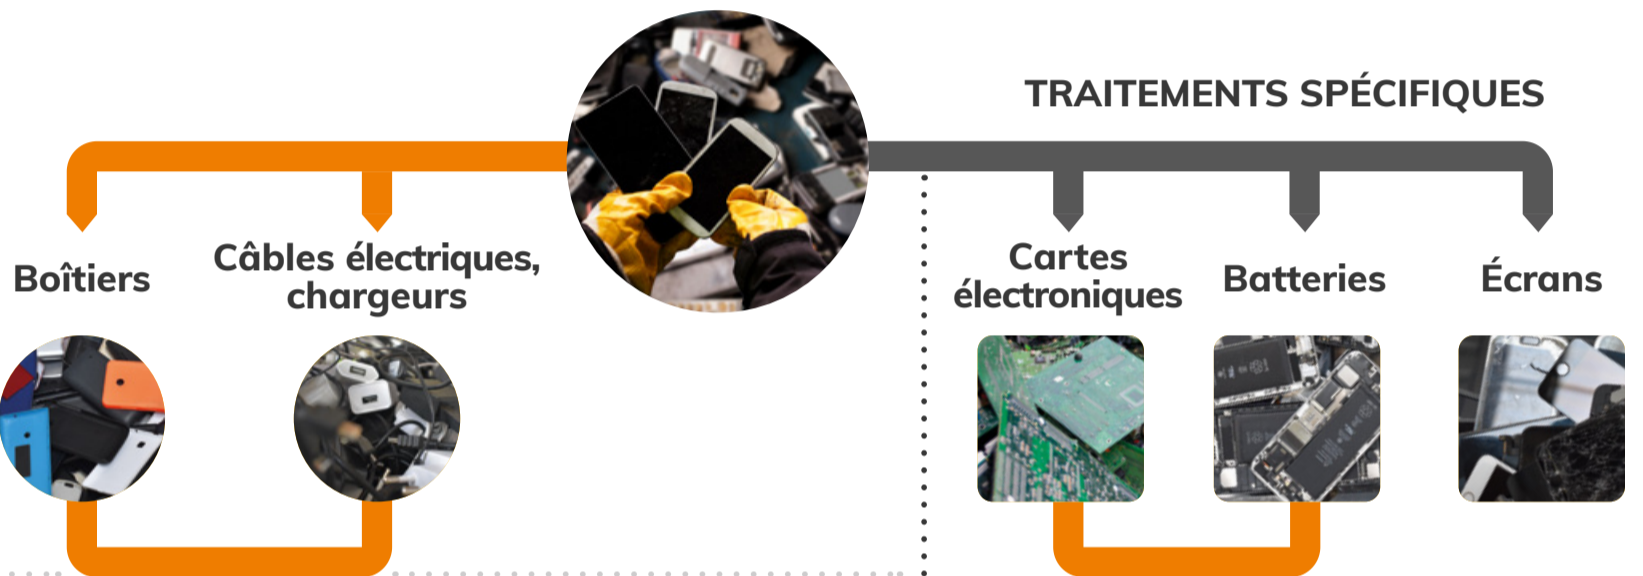 TRAITEMENTS SPÉCIFIQUES
Boîtiers
Câbles électriques,
chargeurs
Cartes
électroniques
Batteries
Écrans